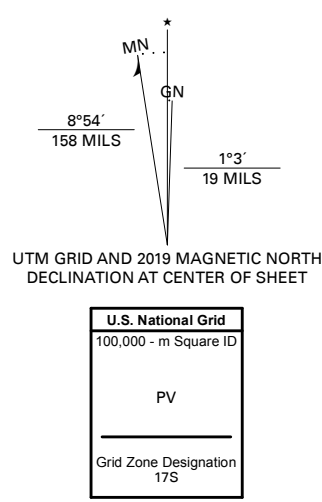 ★
MN
GN
8°54´
158 MILS
1°3´
19 MILS
UTM GRID AND 2019 MAGNETIC NORTH
DECLINATION AT CENTER OF SHEET
U.S. National Grid
100,000 - m Square ID
PV
Grid Zone Designation
17S